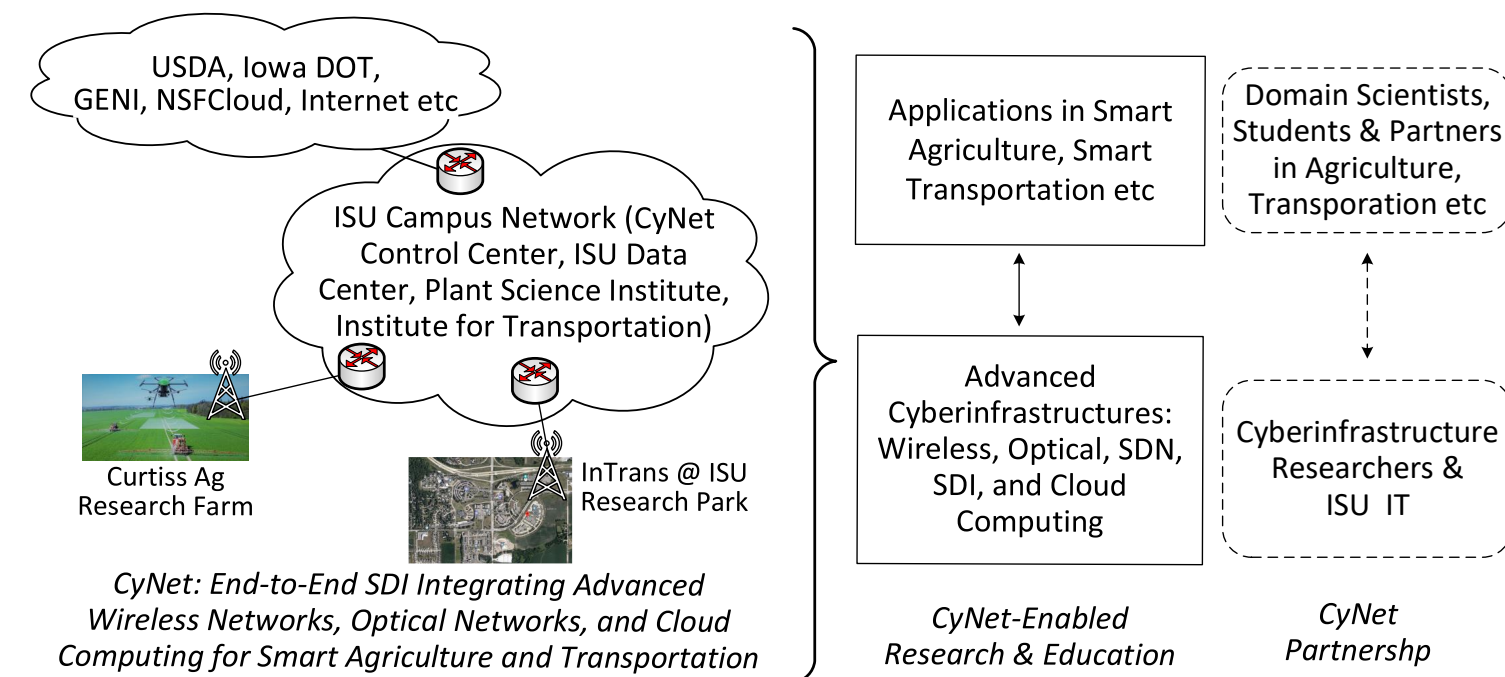 USDA, Iowa DOT,
GENI, NSFCloud, Internet etc
ISU Campus Network (CyNet
Control Center, ISU Data
Center, Plant Science Institute,
Institute for Transportation)
Curtiss Ag
Research Farm
InTrans @ ISU
Research Park
CyNet: End-to-End SDI Integrating Advanced
Wireless Networks, Optical Networks, and Cloud
Computing for Smart Agriculture and Transportation
Applications in Smart
Agriculture, Smart
Transportation etc
Advanced
Cyberinfrastructures:
Wireless, Optical, SDN,
SDI, and Cloud
Computing
CyNet-Enabled
Research & Education
Domain Scientists,
Students & Partners
in Agriculture,
Transporation etc
Cyberinfrastructure
Researchers &
ISU IT
CyNet
Partnershp